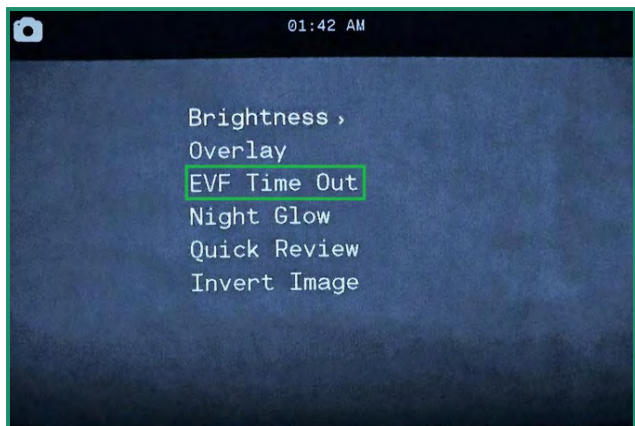 01:42 AM
Brightness ›
Overlay
EVF Time Out
Night Glow
Quick Review
Invert Image